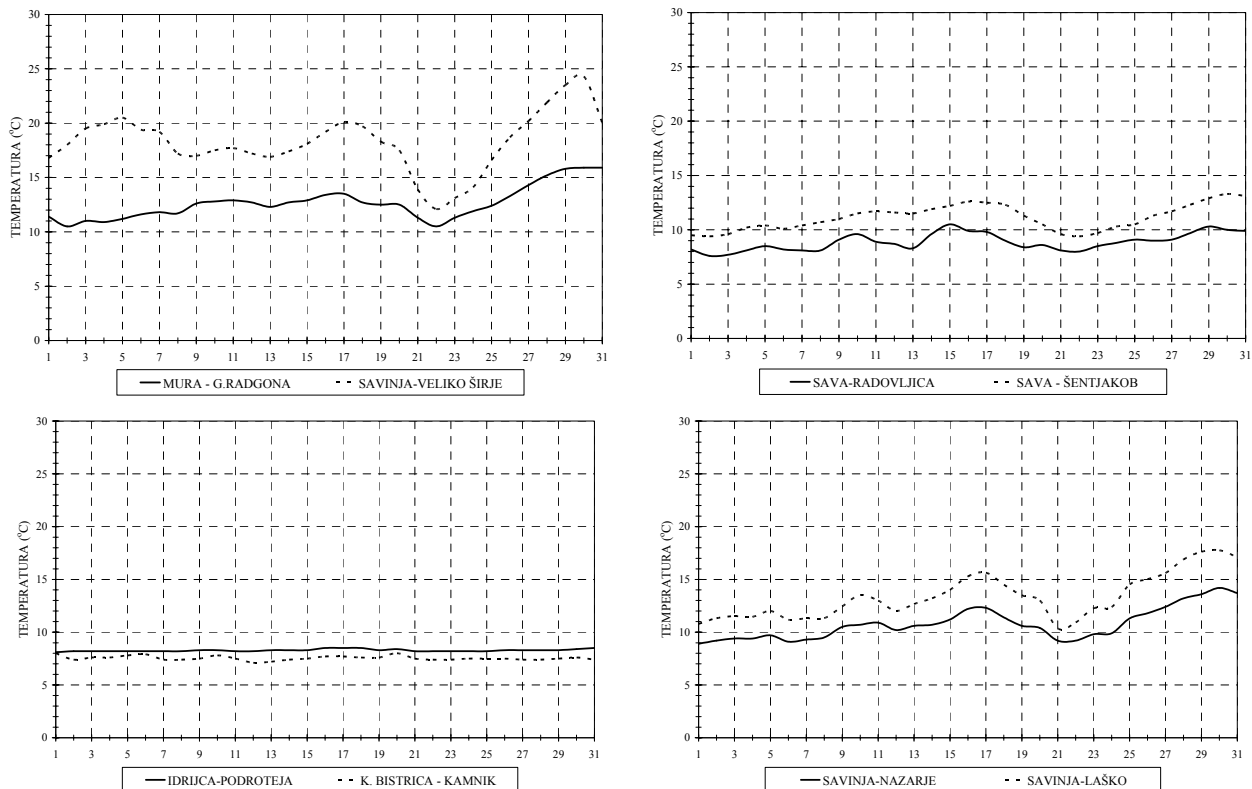 TEMPERATURA (°C)
30
25
20
15
10
5
0
1 3 5 7 9 11 13 15 17 19 21 23 25 27 29 31
MURA - G.RADGONA SAVINJA-VELIKO ŠIRJE
TEMPERATURA (°C)
30
25
20
15
10
5
0
1 3 5 7 9 11 13 15 17 19 21 23 25 27 29 31
SAVA-RADOVLJICA SAVA - ŠENTJAKOB
TEMPERATURA (°C)
30
25
20
15
10
5
0
1 3 5 7 9 11 13 15 17 19 21 23 25 27 29 31
IDRIJCA-PODROTEJA K. BISTRICA - KAMNIK
TEMPERATURA (°C)
30
25
20
15
10
5
0
1 3 5 7 9 11 13 15 17 19 21 23 25 27 29 31
SAVINJA-NAZARJE SAVINJA-LAŠKO